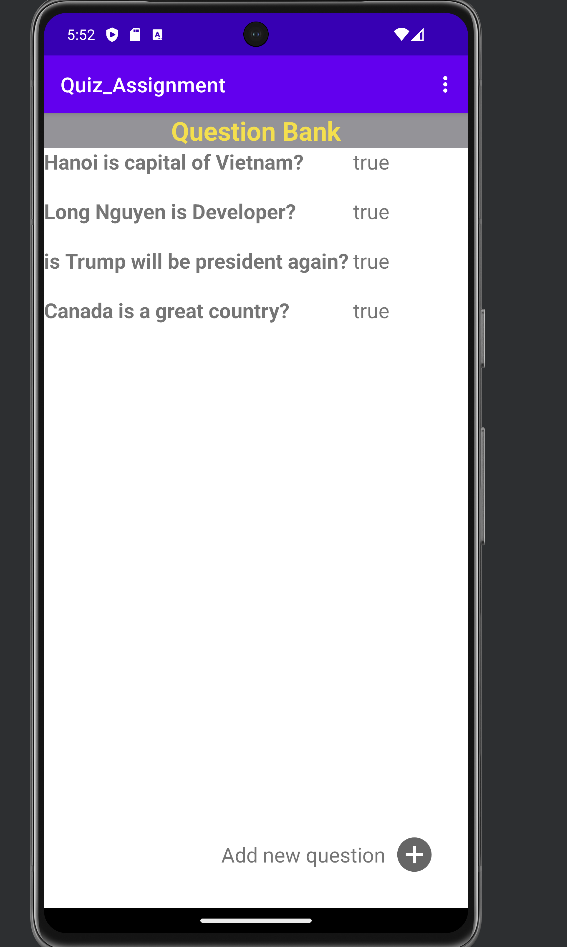 5:52
Quiz_Assignment
Question Bank
Hanoi is capital of Vietnam? true
Long Nguyen is Developer? true
is Trump will be president again? true
Canada is a great country? true
Add new question